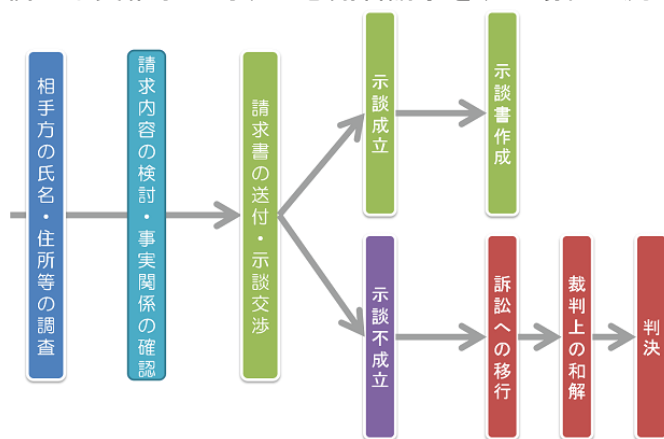 相手方の氏名・住所等の調査
請求内容の検討・事実関係の確認
請求書の送付・示談交渉
示談成立
示談書作成
示談不成立
訴訟への移行
裁判上の和解
判決